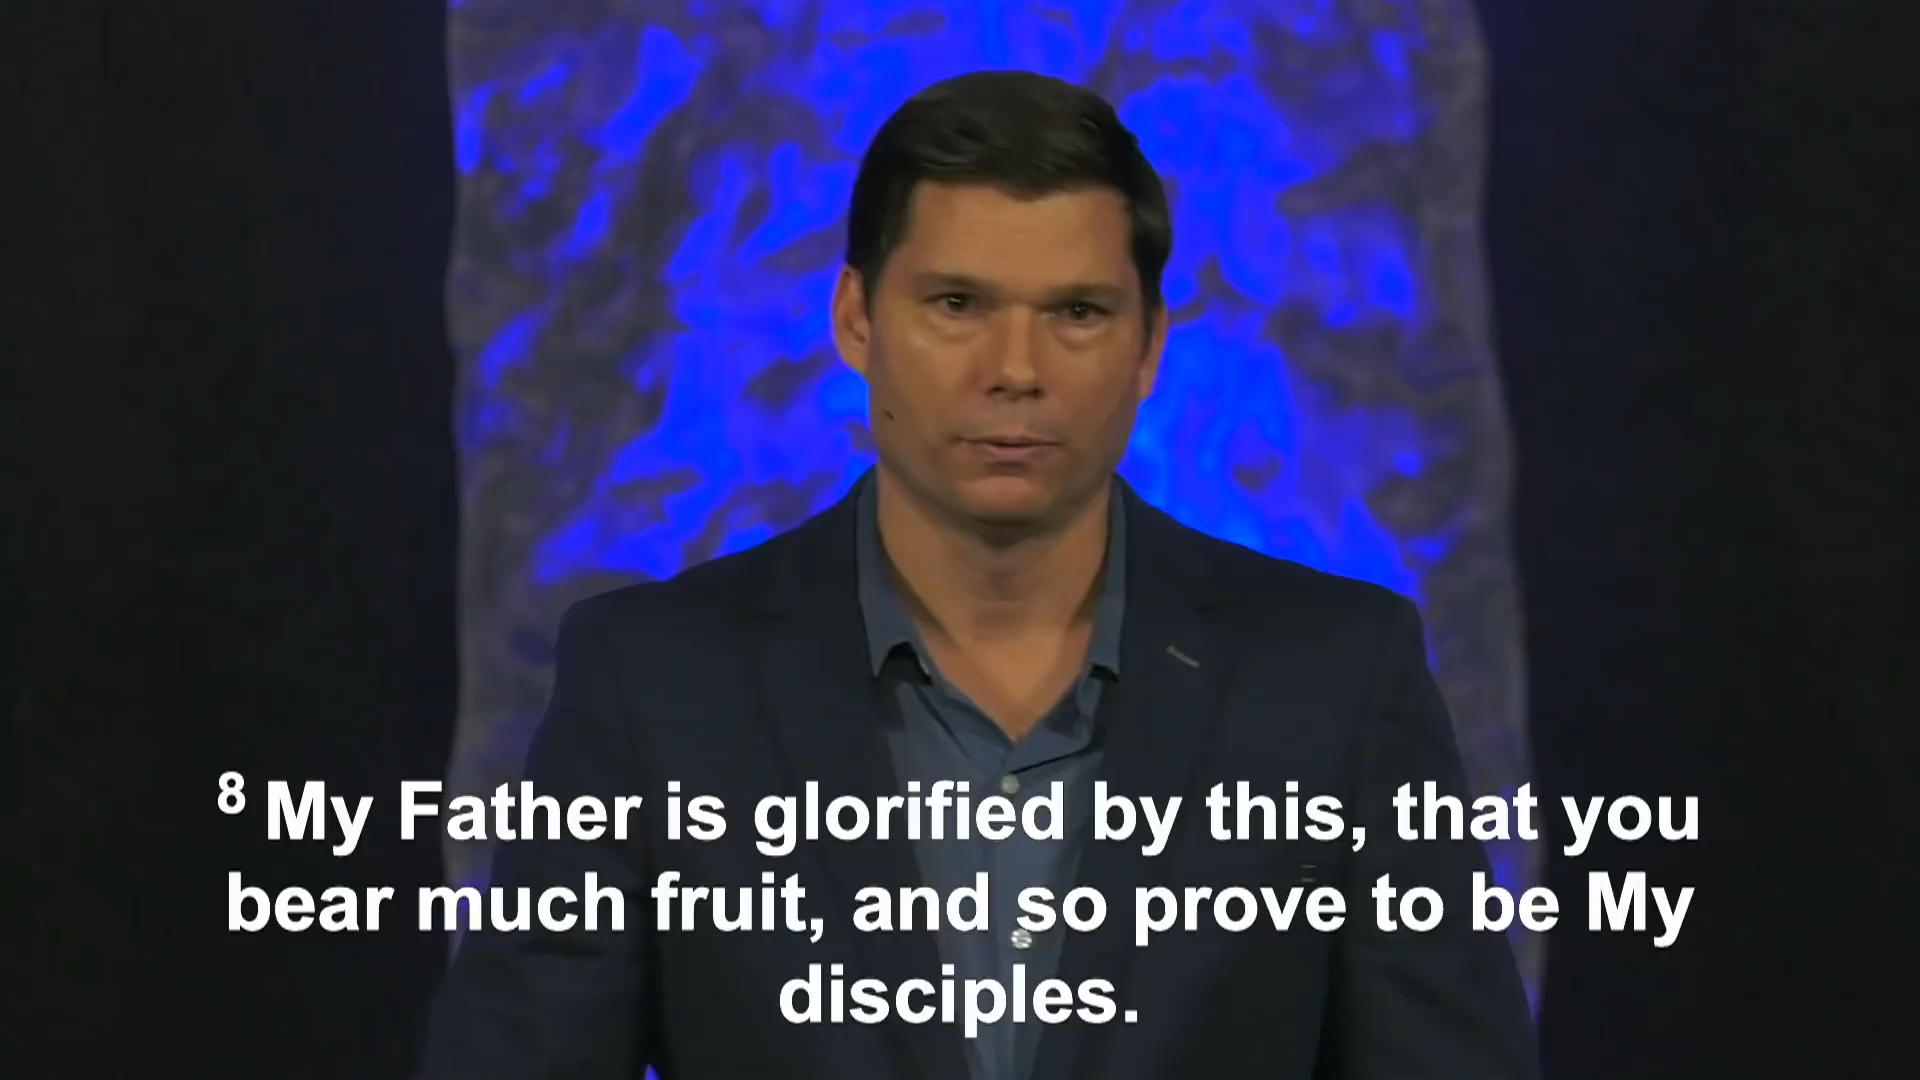 8 My Father is glorified by this, that you
bear much fruit, and so prove to be My
disciples.